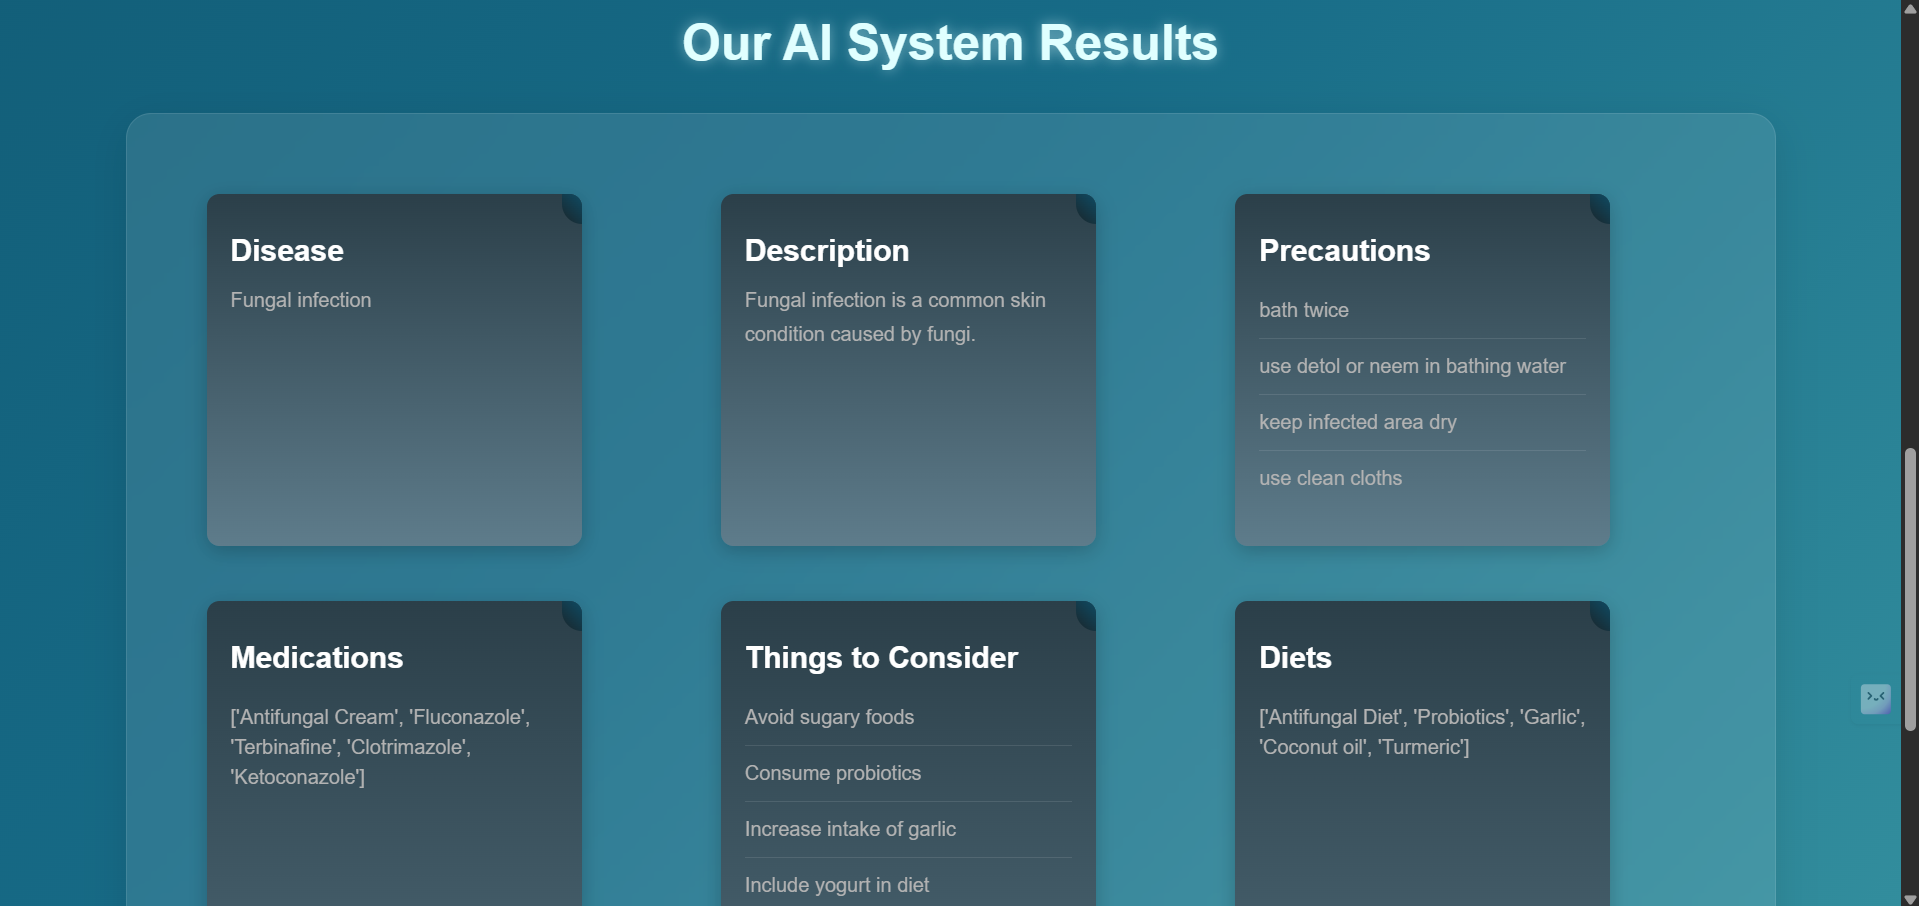 Our AI System Results
Disease
Fungal infection
Description
Fungal infection is a common skin
condition caused by fungi.
Precautions
bath twice
use detol or neem in bathing water
keep infected area dry
use clean cloths
Medications
['Antifungal Cream', 'Fluconazole',
'Terbinafine', 'Clotrimazole',
'Ketoconazole']
Things to Consider
Avoid sugary foods
Consume probiotics
Increase intake of garlic
Include yogurt in diet
Diets
['Antifungal Diet', 'Probiotics', 'Garlic',
'Coconut oil', 'Turmeric']